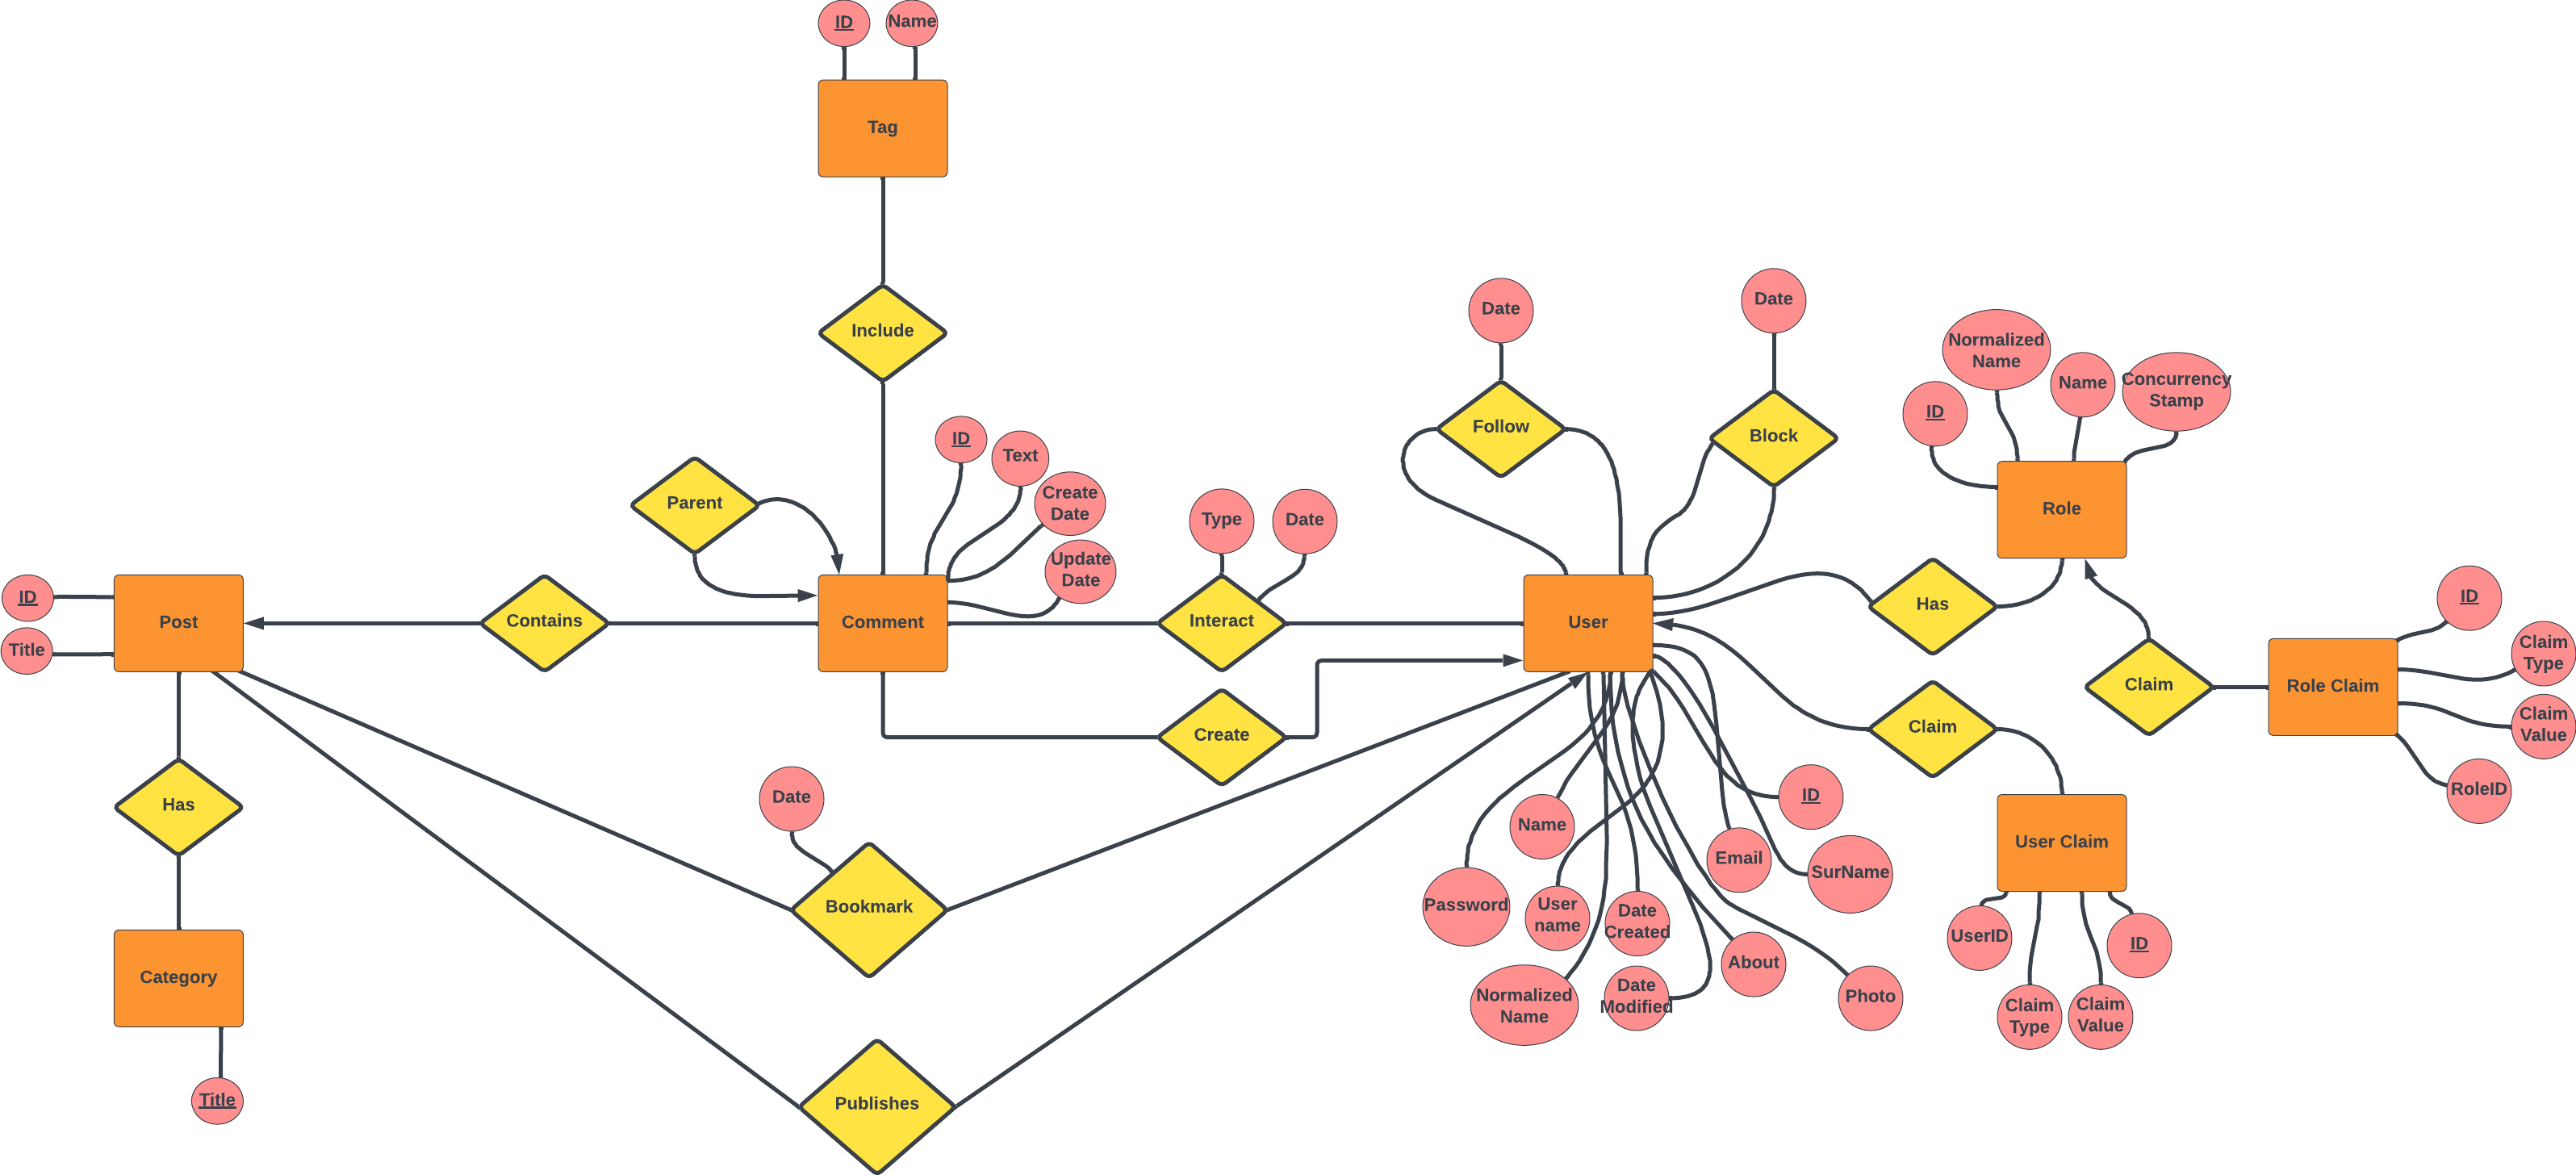 ID
Name
Tag
Include
Date
Date
Normalized
Name
Name
Concurrency
Stamp
ID
Follow
Block
ID
Text
Create
Date
Update
Date
Parent
Type
Date
Role
ID
Title
Post
Contains
Comment
Interact
User
Has
Claim
Role Claim
ID
Claim
Type
Claim
Value
RoleID
Create
Claim
Has
Date
Bookmark
Name
ID
Email
SurName
User Claim
Password
User
name
Date
Created
About
Normalized
Name
Date
Modified
Photo
UserID
ID
Claim
Type
Claim
Value
Category
Title
Publishes